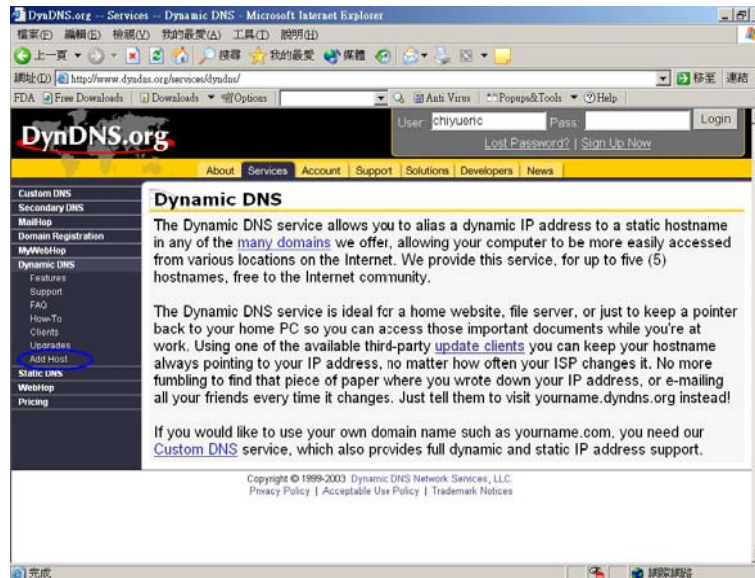 DynDNS.org -- Services -- Dynamic DNS - Microsoft Internet Explorer
檔案(F) 編輯(E) 檢視(V) 我的最愛(A) 工具(T) 說明(H)
上一頁 搜尋 我的最愛 媒體
網址(D) http://www.dyndns.org/services/dyndns/ 移至 連結
FDA Free Downloads Downloads Options Anti Virus Popups&Tools Help
DynDNS.org
User: chiyueric Pass: Login
Lost Password? | Sign Up Now
About Services Account Support Solutions Developers News
Custom DNS
Secondary DNS
MailHop
Domain Registration
MyWebHop
Dynamic DNS
Features
Support
FAQ
How-To
Clients
Upgrades
Add Host
Static DNS
WebHop
Pricing
Dynamic DNS
The Dynamic DNS service allows you to alias a dynamic IP address to a static hostname
in any of the many domains we offer, allowing your computer to be more easily accessed
from various locations on the Internet. We provide this service, for up to five (5)
hostnames, free to the Internet community.
The Dynamic DNS service is ideal for a home website, file server, or just to keep a pointer
back to your home PC so you can access those important documents while you're at
work. Using one of the available third-party update clients you can keep your hostname
always pointing to your IP address, no matter how often your ISP changes it. No more
fumbling to find that piece of paper where you wrote down your IP address, or e-mailing
all your friends every time it changes. Just tell them to visit yourname.dyndns.org instead!
If you would like to use your own domain name such as yourname.com, you need our
Custom DNS service, which also provides full dynamic and static IP address support.
Copyright © 1999-2003 Dynamic DNS Network Services, LLC.
Privacy Policy | Acceptable Use Policy | Trademark Notices
完成 網際網路